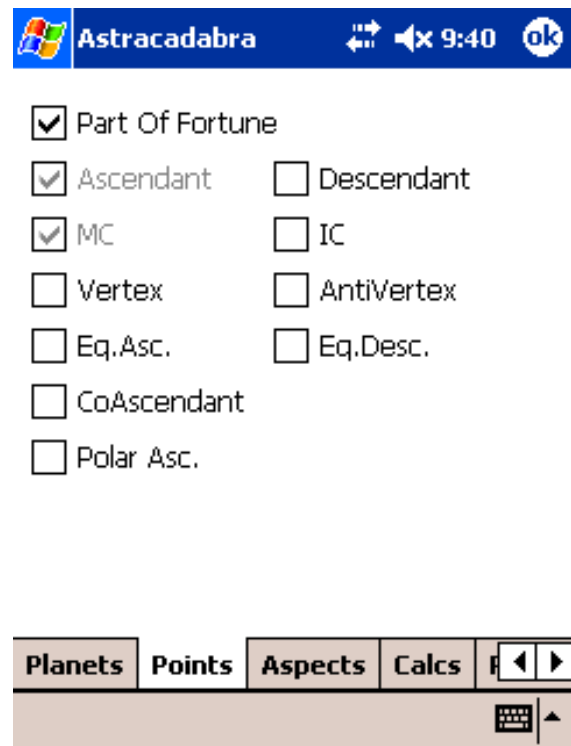 Astracadabra 9:40 ok
Part Of Fortune
Ascendant Descendant
MC IC
Vertex AntiVertex
Eq.Asc. Eq.Desc.
CoAscendant
Polar Asc.
Planets Points Aspects Calcs